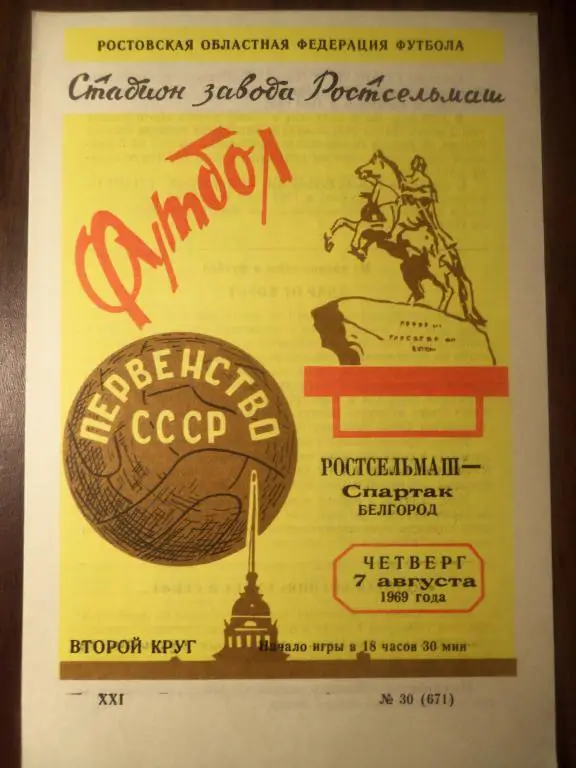 РОСТОВСКАЯ ОБЛАСТНАЯ ФЕДЕРАЦИЯ ФУТБОЛА
Стадион завода Ростсельмаш
Футбол
ПЕРВЕНСТВО
СССР
РОСТСЕЛЬМАШ—
Спартак
БЕЛГОРОД
ЧЕТВЕРГ
7 августа
1969 года
ВТОРОЙ КРУГ
Начало игры в 18 часов 30 мин
XXI
№ 30 (671)